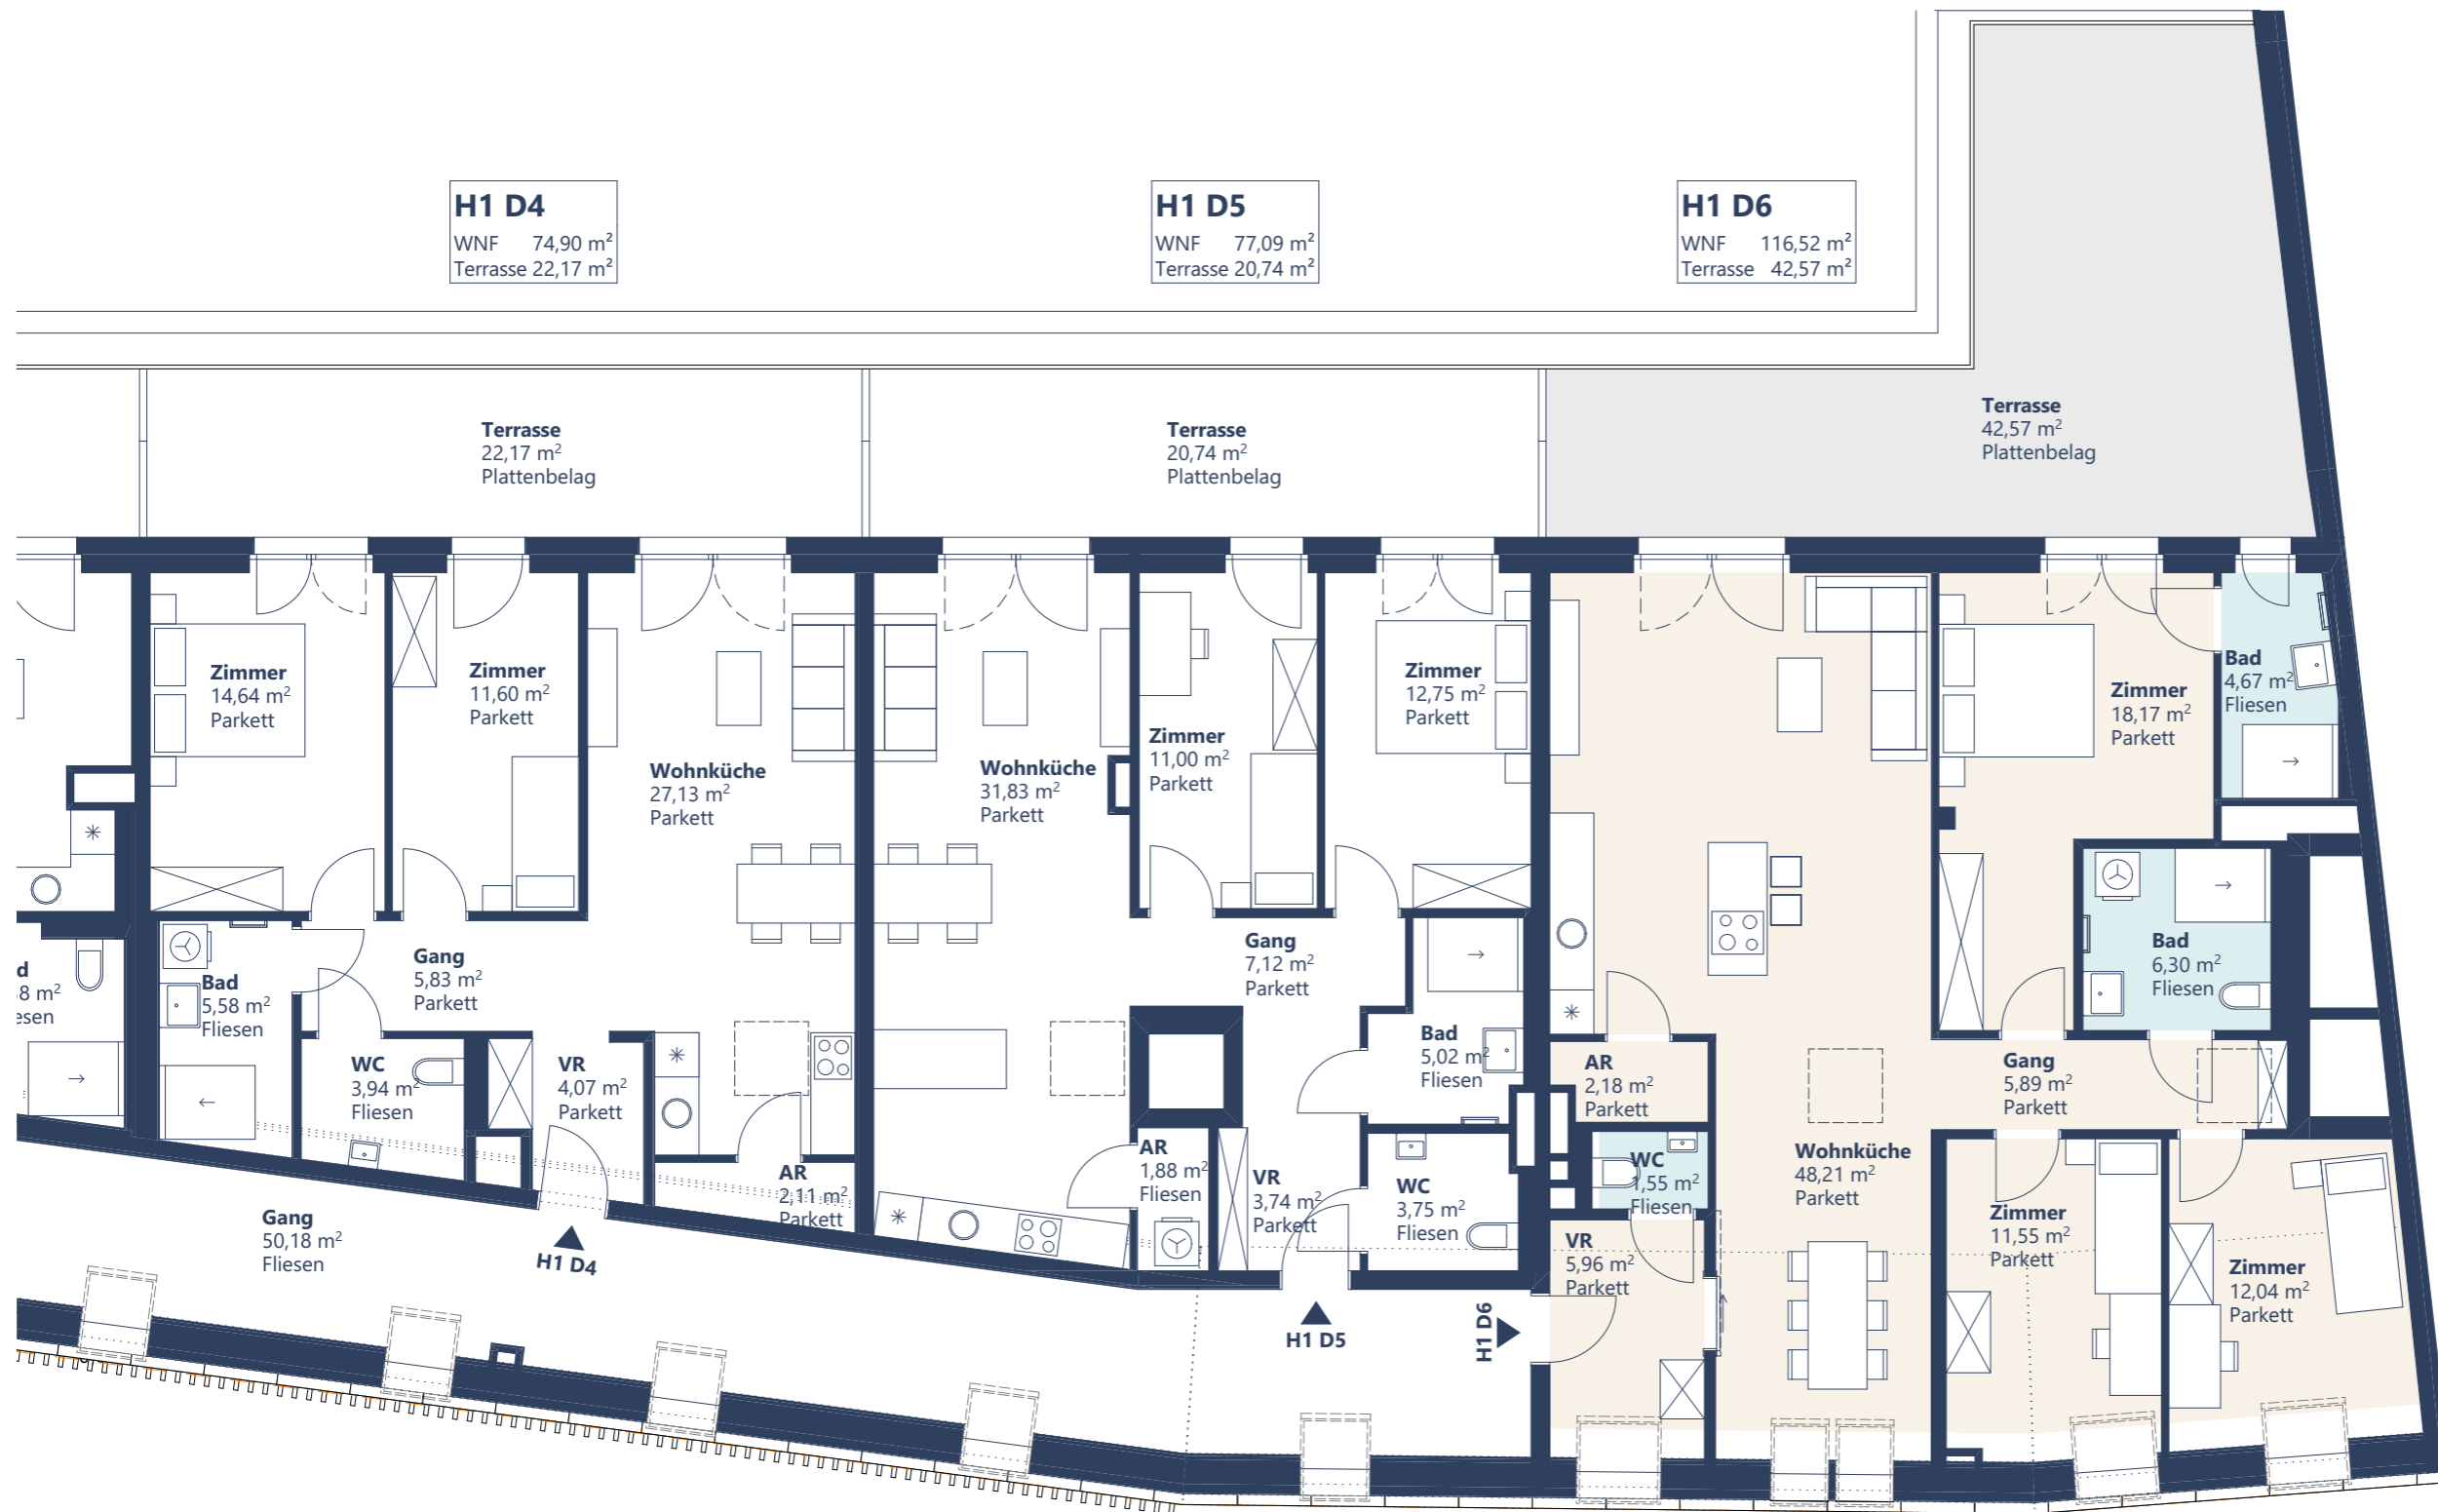 H1 D4
WNF 74,90 m²
Terrasse 22,17 m²
H1 D5
WNF 77,09 m²
Terrasse 20,74 m²
H1 D6
WNF 116,52 m²
Terrasse 42,57 m²
Terrasse
22,17 m²
Plattenbelag
Terrasse
20,74 m²
Plattenbelag
Terrasse
42,57 m²
Plattenbelag
Zimmer
14,64 m²
Parkett
Zimmer
11,60 m²
Parkett
Wohnküche
27,13 m²
Parkett
Wohnküche
31,83 m²
Parkett
Zimmer
11,00 m²
Parkett
Zimmer
12,75 m²
Parkett
Zimmer
18,17 m²
Parkett
Bad
4,67 m²
Fliesen
d
8 m²
esen
Bad
5,58 m²
Fliesen
Gang
5,83 m²
Parkett
WC
3,94 m²
Fliesen
VR
4,07 m²
Parkett
AR
2,11 m²
Parkett
Gang
7,12 m²
Parkett
Bad
5,02 m²
Fliesen
AR
1,88 m²
Fliesen
VR
3,74 m²
Parkett
WC
3,75 m²
Fliesen
Bad
6,30 m²
Fliesen
AR
2,18 m²
Parkett
WC
1,55 m²
Fliesen
VR
5,96 m²
Parkett
Wohnküche
48,21 m²
Parkett
Gang
5,89 m²
Parkett
Zimmer
11,55 m²
Parkett
Zimmer
12,04 m²
Parkett
Gang
50,18 m²
Fliesen
H1 D4
H1 D5
H1 D6